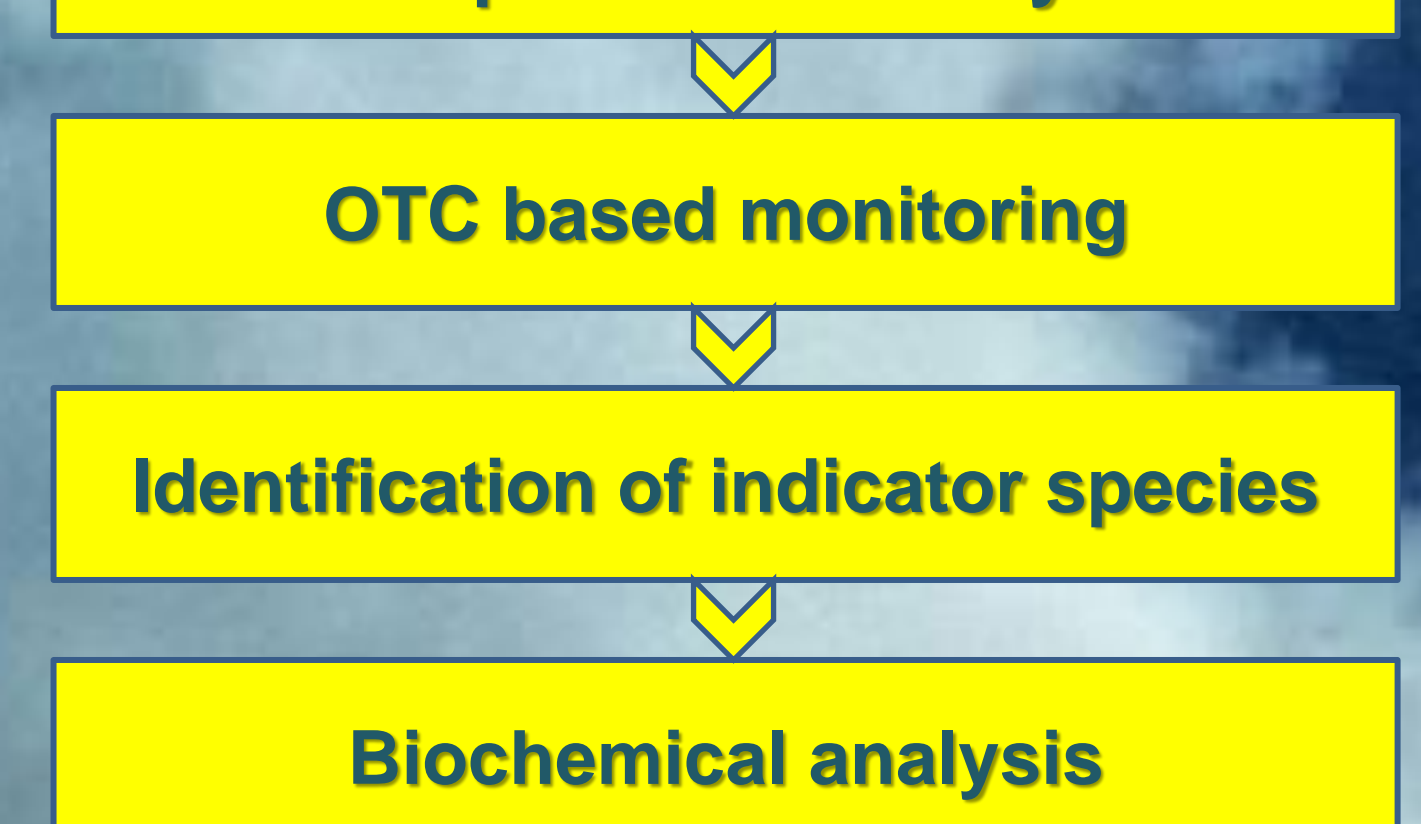 OTC based monitoring
Identification of indicator species
Biochemical analysis